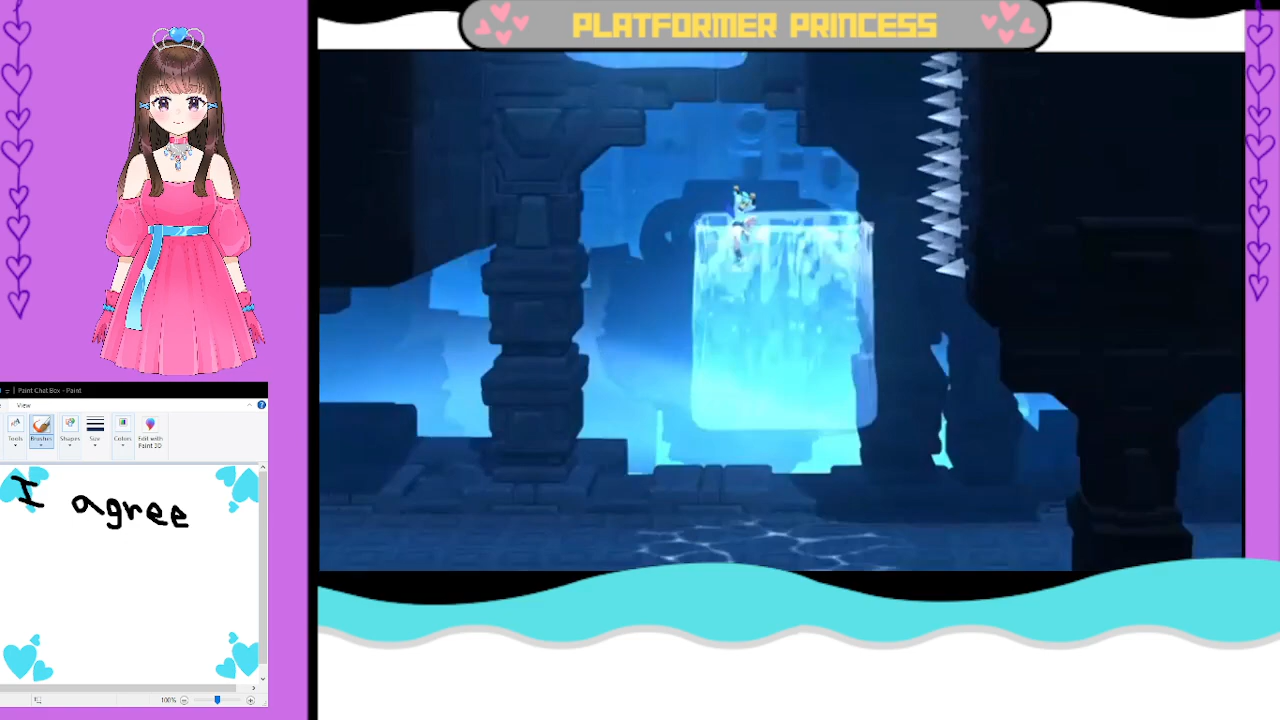 PLATFORMER PRINCESS
Paint Chat Box - Paint
View
Tools
Brushes
Shapes
Size
Colors
Edit with
Paint 3D
I agree
100%